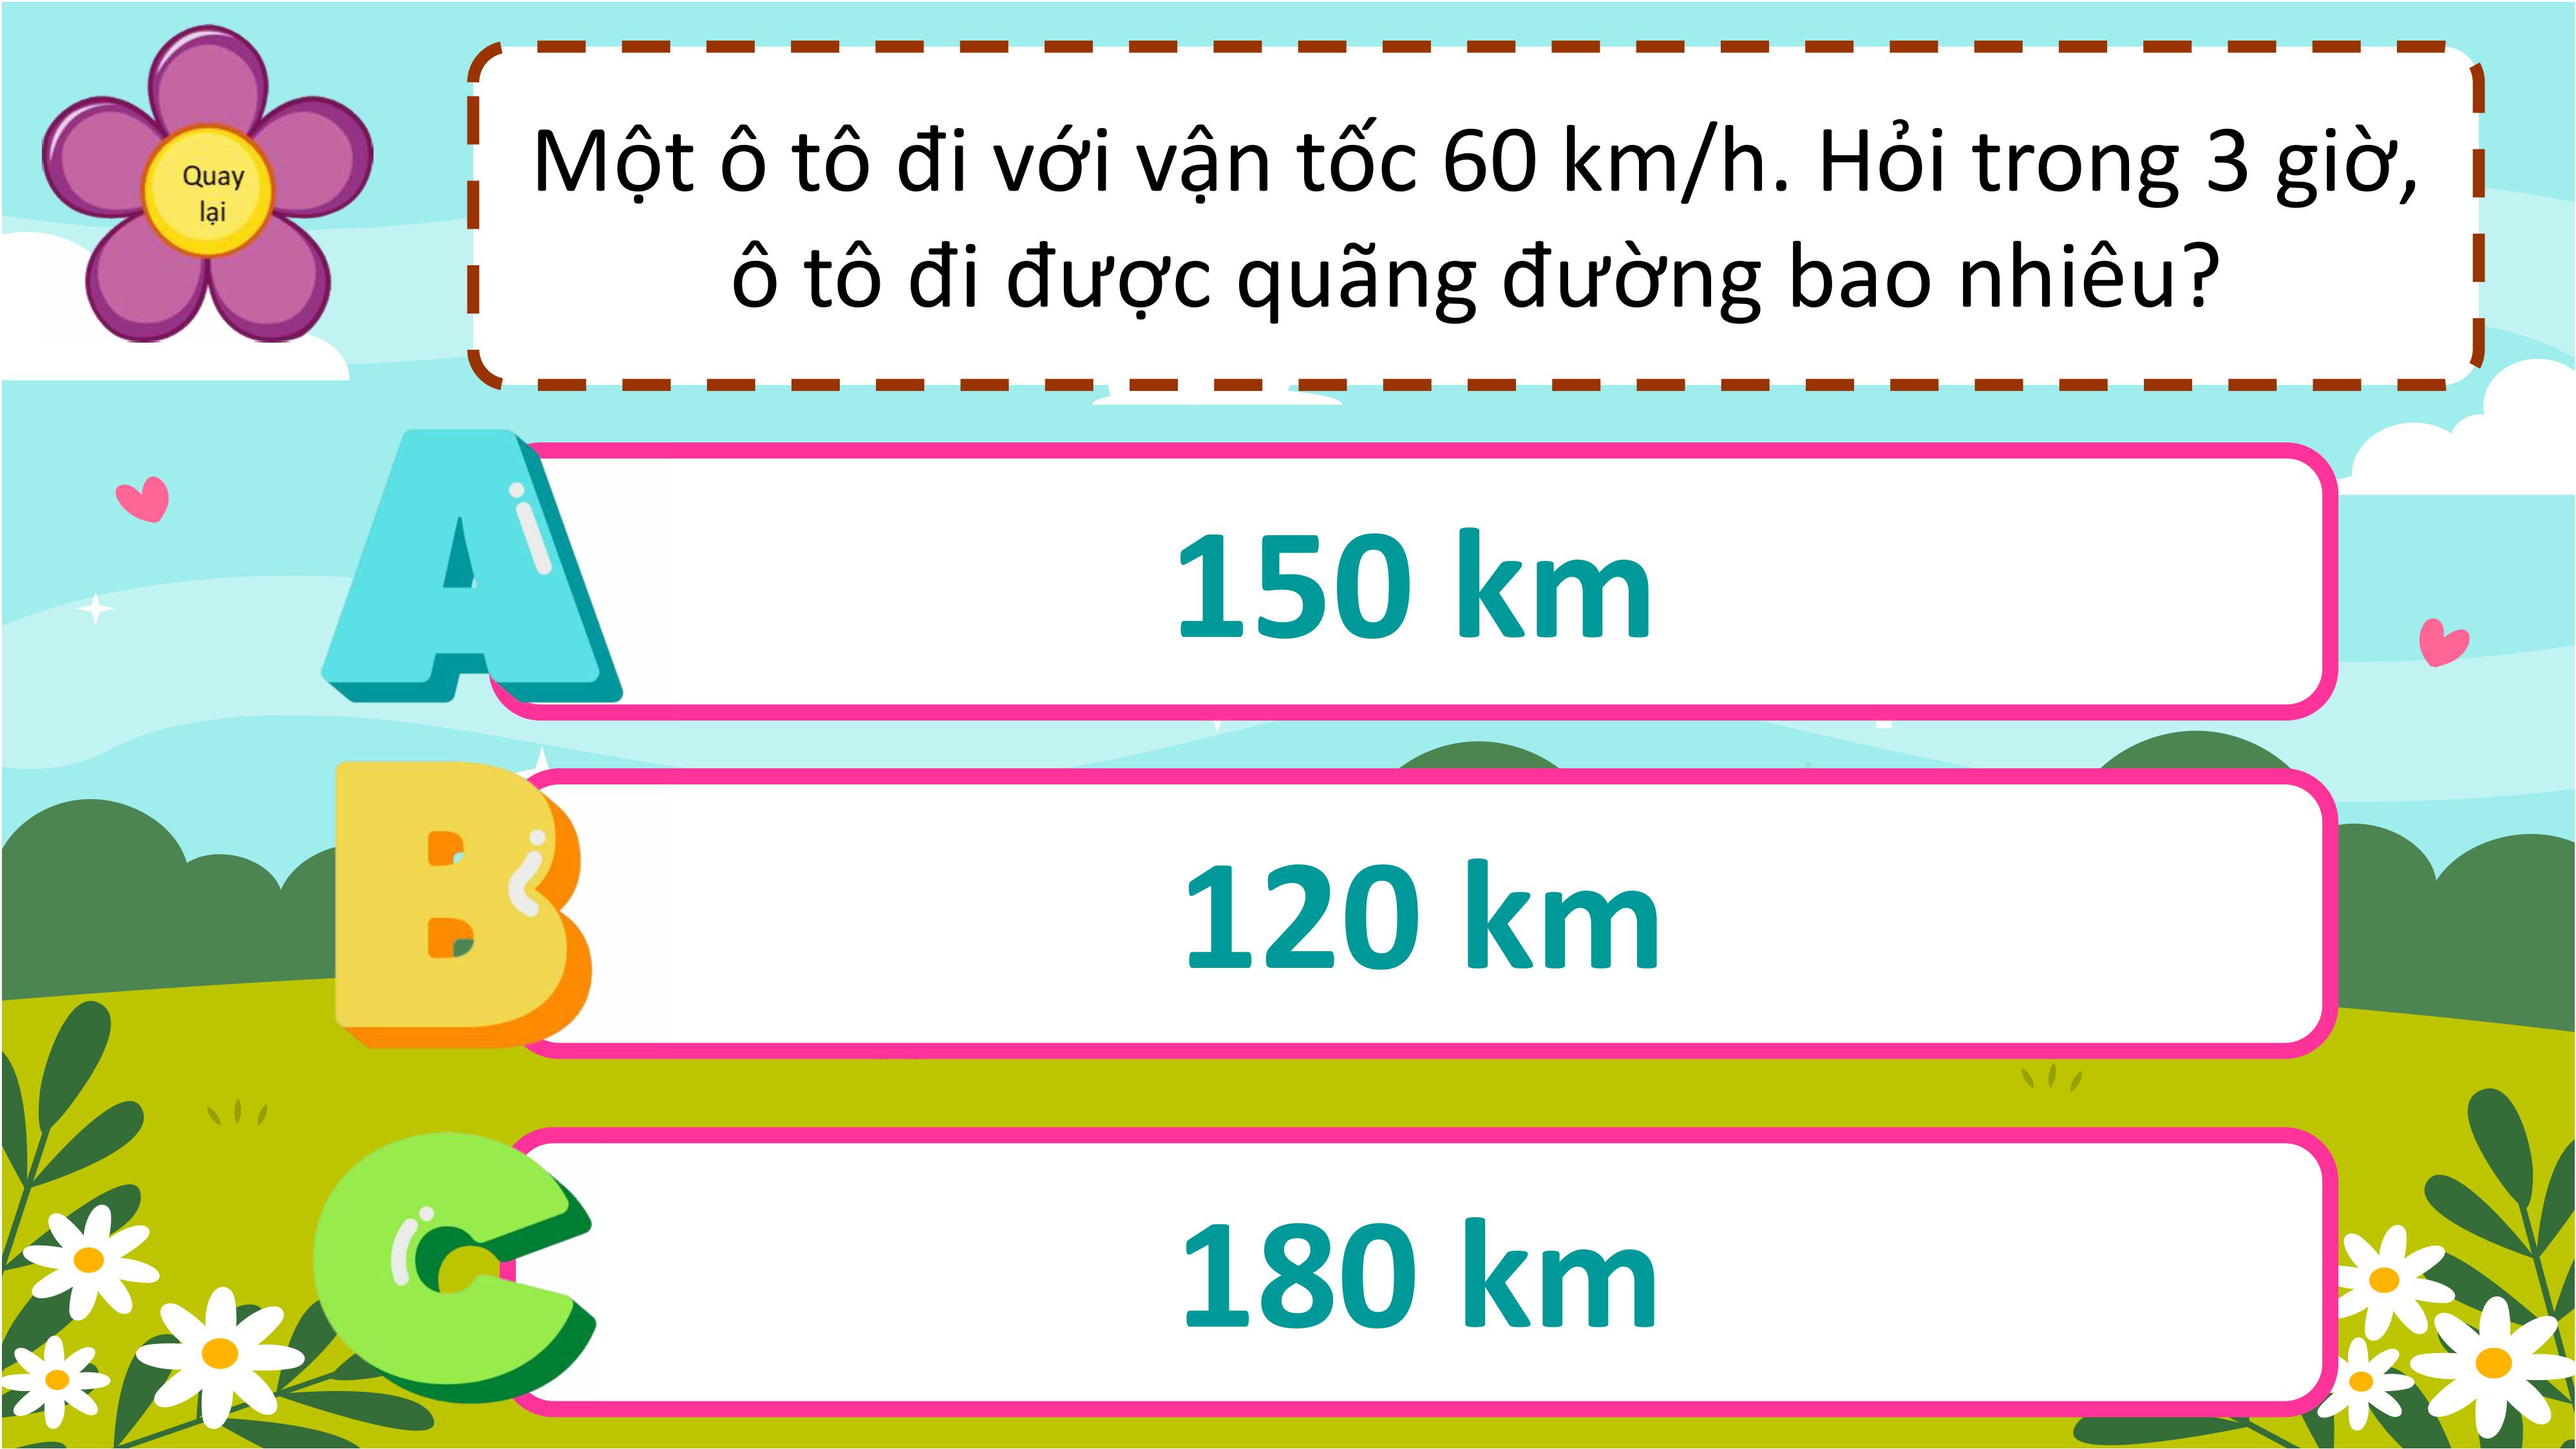 Quay
lại
Một ô tô đi với vận tốc 60 km/h. Hỏi trong 3 giờ,
ô tô đi được quãng đường bao nhiêu?
A
150 km
B
120 km
C
180 km